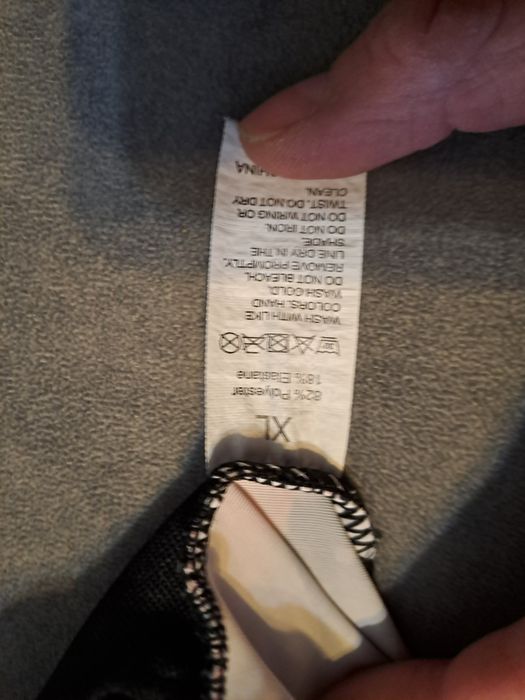 XL
82% Polyester
18% Elastane
WASH WITH LIKE
COLORS. HAND
WASH COLD.
DO NOT BLEACH.
REMOVE PROMPTLY.
LINE DRY IN THE
SHADE.
DO NOT IRON.
DO NOT WRING OR
TWIST. DO NOT DRY
CLEAN.
CHINA